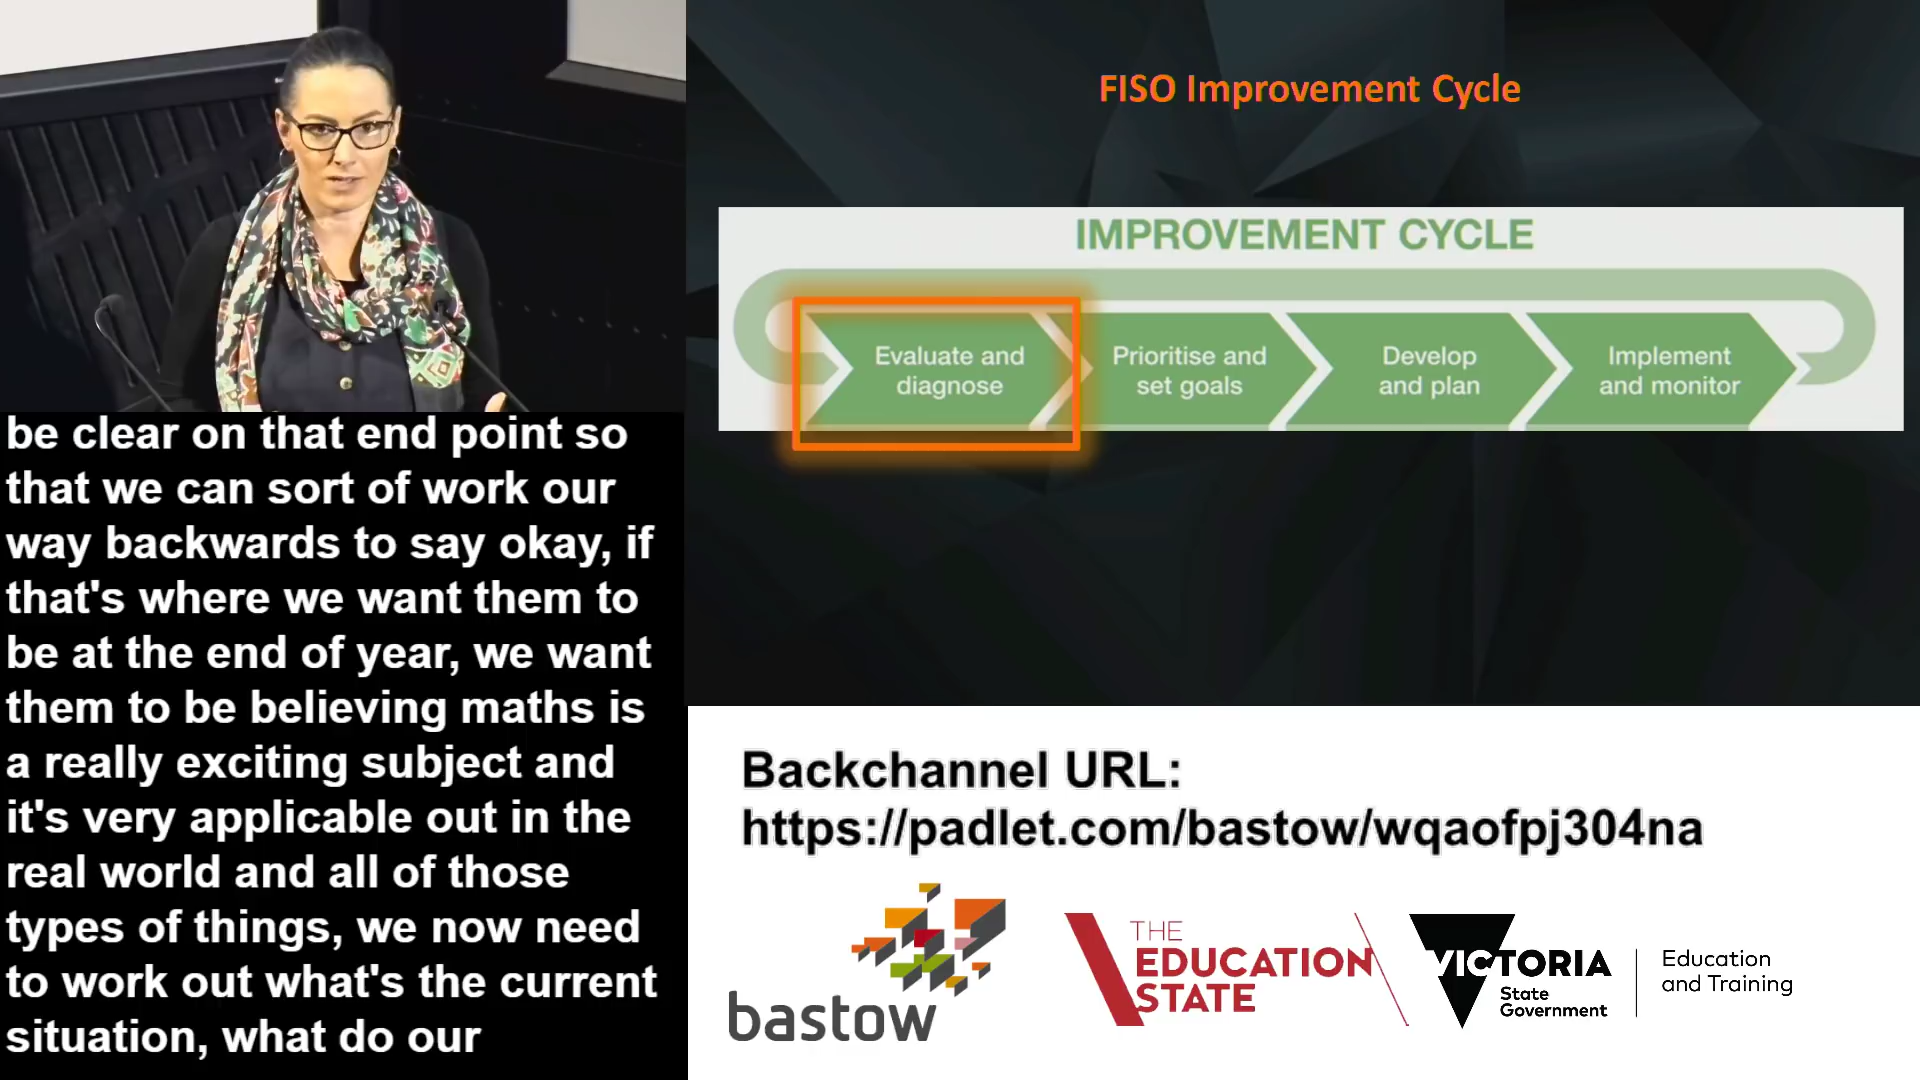 FISO Improvement Cycle
IMPROVEMENT CYCLE
Evaluate and
diagnose
Prioritise and
set goals
Develop
and plan
Implement
and monitor
be clear on that end point so
that we can sort of work our
way backwards to say okay, if
that's where we want them to
be at the end of year, we want
them to be believing maths is
a really exciting subject and
it's very applicable out in the
real world and all of those
types of things, we now need
to work out what's the current
situation, what do our
Backchannel URL:
https://padlet.com/bastow/wqaofpj304na
bastow
THE
EDUCATION
STATE
VICTORIA
State
Government
Education
and Training